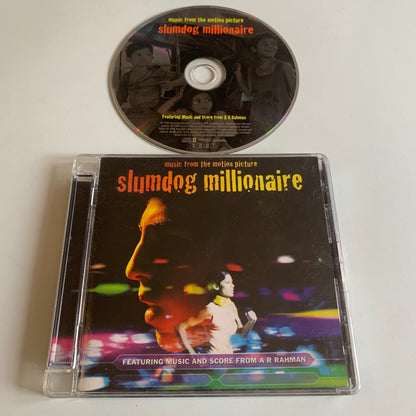 music from the motion picture
slumdog millionaire
Featuring Music and Score from A R Rahman
music from the motion picture
slumdog millionaire
FEATURING MUSIC AND SCORE FROM A R RAHMAN